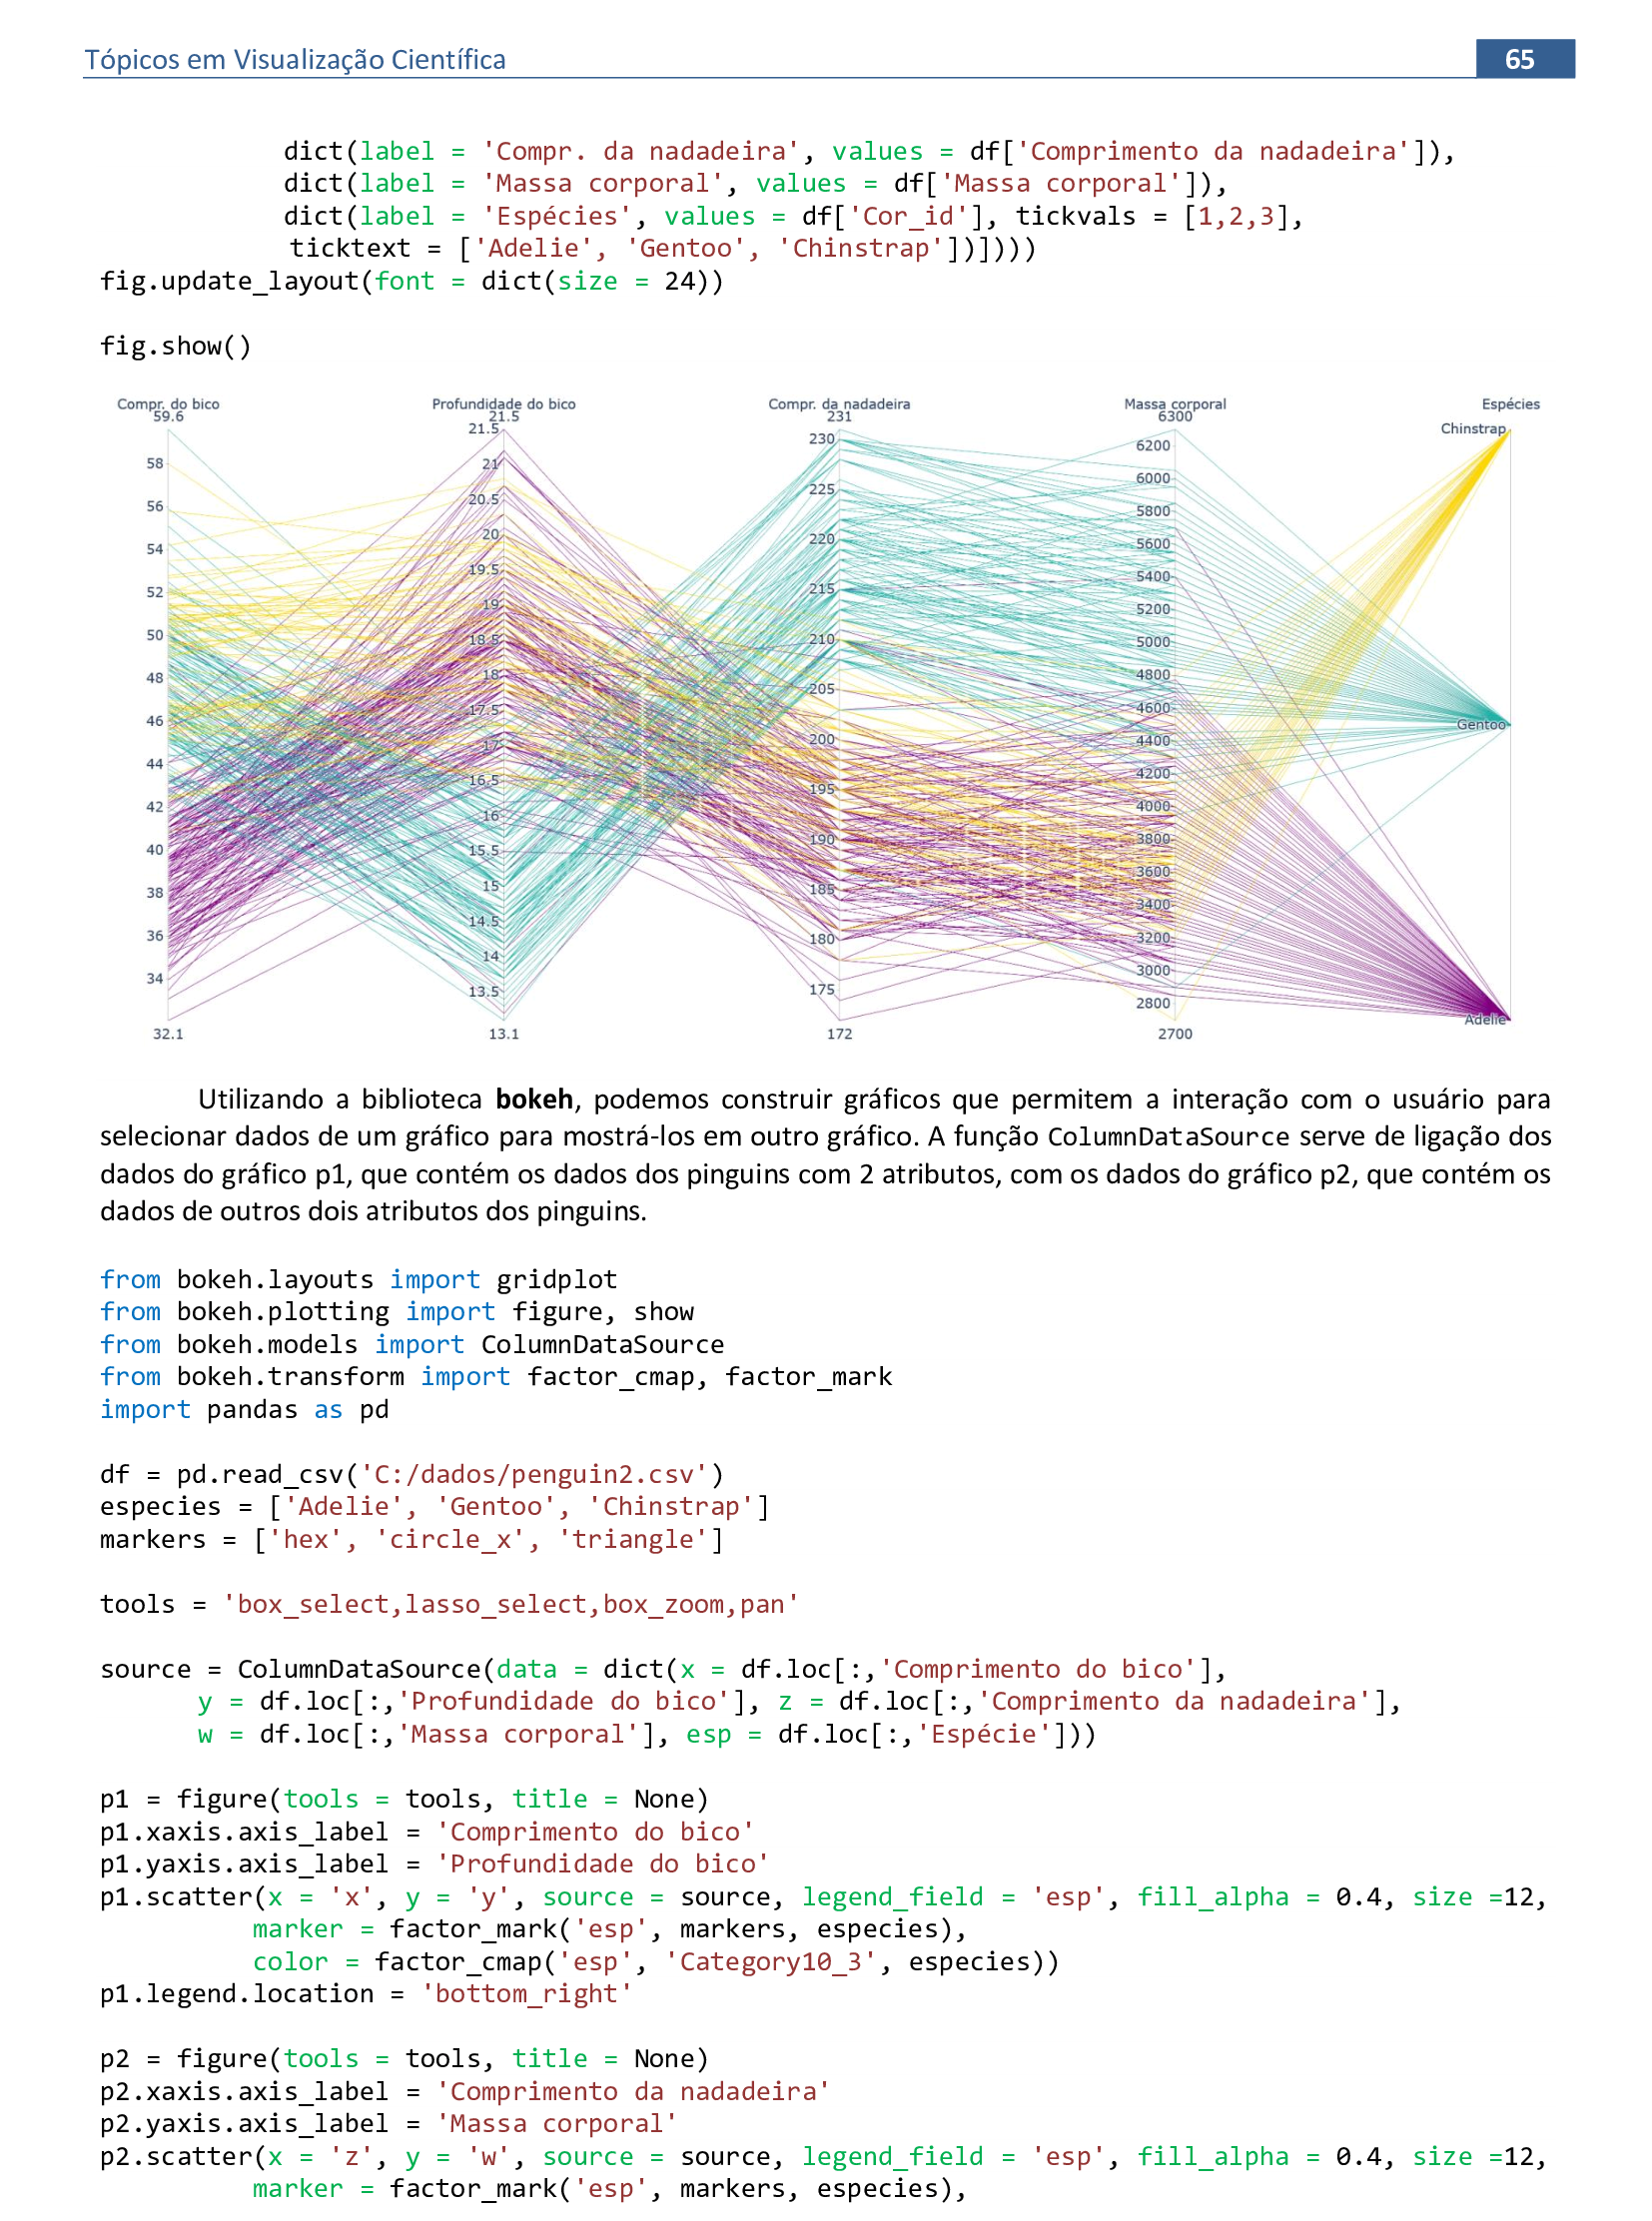 Tópicos em Visualização Científica 65
dict(label = 'Compr. da nadadeira', values = df['Comprimento da nadadeira']),
dict(label = 'Massa corporal', values = df['Massa corporal']),
dict(label = 'Espécies', values = df['Cor_id'], tickvals = [1,2,3],
ticktext = ['Adelie', 'Gentoo', 'Chinstrap'])])))
fig.update_layout(font = dict(size = 24))
fig.show()
Compr. do bico Profundidade do bico Compr. da nadadeira Massa corporal Espécies
59.6 21.5 231 6300
58
56
54
52
50
48
46
44
42
40
38
36
34
32.1
21.5
21
20.5
20
19.5
19
18.5
18
17.5
17
16.5
16
15.5
15
14.5
14
13.5
13.1
230
225
220
215
210
205
200
195
190
185
180
175
172
6200
6000
5800
5600
5400
5200
5000
4800
4600
4400
4200
4000
3800
3600
3400
3200
3000
2800
2700
Chinstrap
Gentoo
Adelie
Utilizando a biblioteca bokeh, podemos construir gráficos que permitem a interação com o usuário para
selecionar dados de um gráfico para mostrá-los em outro gráfico. A função ColumnDataSource serve de ligação dos
dados do gráfico p1, que contém os dados dos pinguins com 2 atributos, com os dados do gráfico p2, que contém os
dados de outros dois atributos dos pinguins.
from bokeh.layouts import gridplot
from bokeh.plotting import figure, show
from bokeh.models import ColumnDataSource
from bokeh.transform import factor_cmap, factor_mark
import pandas as pd
df = pd.read_csv('C:/dados/penguin2.csv')
especies = ['Adelie', 'Gentoo', 'Chinstrap']
markers = ['hex', 'circle_x', 'triangle']
tools = 'box_select,lasso_select,box_zoom,pan'
source = ColumnDataSource(data = dict(x = df.loc[:,'Comprimento do bico'],
y = df.loc[:,'Profundidade do bico'], z = df.loc[:,'Comprimento da nadadeira'],
w = df.loc[:,'Massa corporal'], esp = df.loc[:,'Espécie']))
p1 = figure(tools = tools, title = None)
p1.xaxis.axis_label = 'Comprimento do bico'
p1.yaxis.axis_label = 'Profundidade do bico'
p1.scatter(x = 'x', y = 'y', source = source, legend_field = 'esp', fill_alpha = 0.4, size =12,
marker = factor_mark('esp', markers, especies),
color = factor_cmap('esp', 'Category10_3', especies))
p1.legend.location = 'bottom_right'
p2 = figure(tools = tools, title = None)
p2.xaxis.axis_label = 'Comprimento da nadadeira'
p2.yaxis.axis_label = 'Massa corporal'
p2.scatter(x = 'z', y = 'w', source = source, legend_field = 'esp', fill_alpha = 0.4, size =12,
marker = factor_mark('esp', markers, especies),